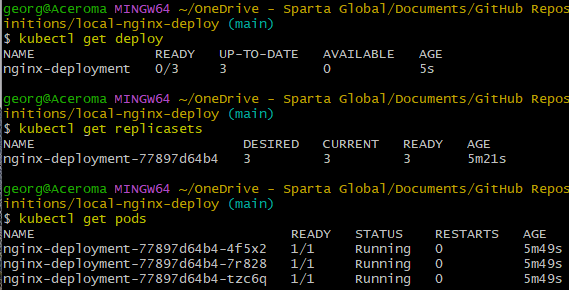 georg@Aceroma MINGW64 ~/OneDrive - Sparta Global/Documents/GitHub Repos
initions/local-nginx-deploy (main)
$ kubectl get deploy
NAME READY UP-TO-DATE AVAILABLE AGE
nginx-deployment 0/3 3 0 5s
georg@Aceroma MINGW64 ~/OneDrive - Sparta Global/Documents/GitHub Repos
initions/local-nginx-deploy (main)
$ kubectl get replicasets
NAME DESIRED CURRENT READY AGE
nginx-deployment-77897d64b4 3 3 3 5m21s
georg@Aceroma MINGW64 ~/OneDrive - Sparta Global/Documents/GitHub Repos
initions/local-nginx-deploy (main)
$ kubectl get pods
NAME READY STATUS RESTARTS AGE
nginx-deployment-77897d64b4-4f5x2 1/1 Running 0 5m49s
nginx-deployment-77897d64b4-7r828 1/1 Running 0 5m49s
nginx-deployment-77897d64b4-tzc6q 1/1 Running 0 5m49s